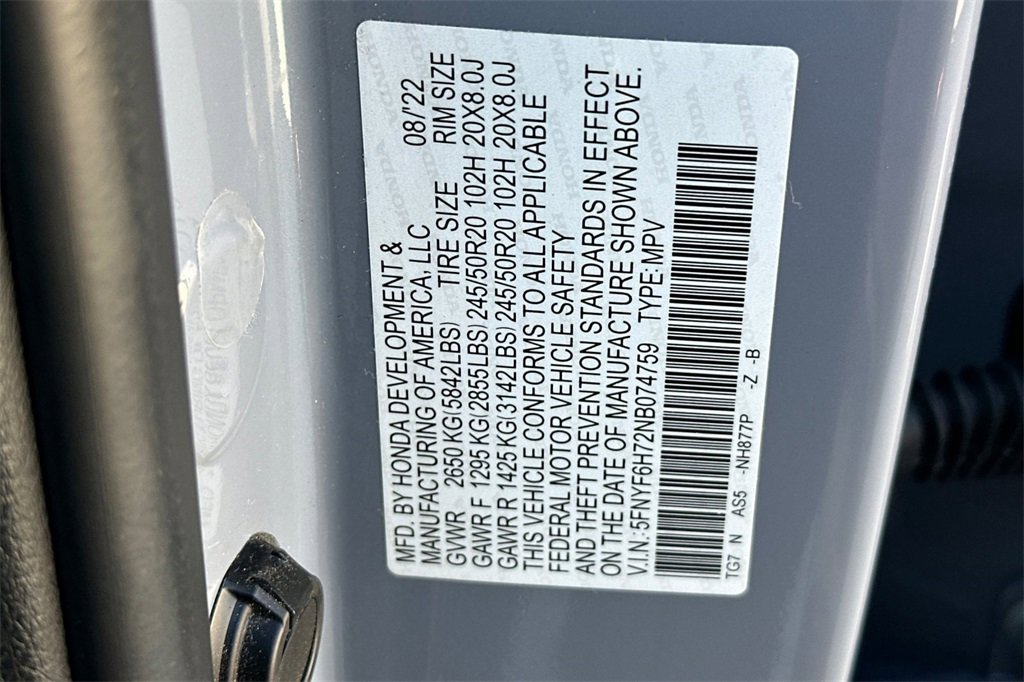 MFD. BY HONDA DEVELOPMENT &
MANUFACTURING OF AMERICA, LLC 08/'22
GVWR 2650 KG(5842LBS) TIRE SIZE RIM SIZE
GAWR F 1295 KG(2855LBS) 245/50R20 102H 20X8.0J
GAWR R 1425 KG(3142LBS) 245/50R20 102H 20X8.0J
THIS VEHICLE CONFORMS TO ALL APPLICABLE
FEDERAL MOTOR VEHICLE SAFETY
AND THEFT PREVENTION STANDARDS IN EFFECT
ON THE DATE OF MANUFACTURE SHOWN ABOVE.
V.I.N.:5FNYF6H72NB074759 TYPE:MPV
TG7 N AS5 -NH877P -Z -B